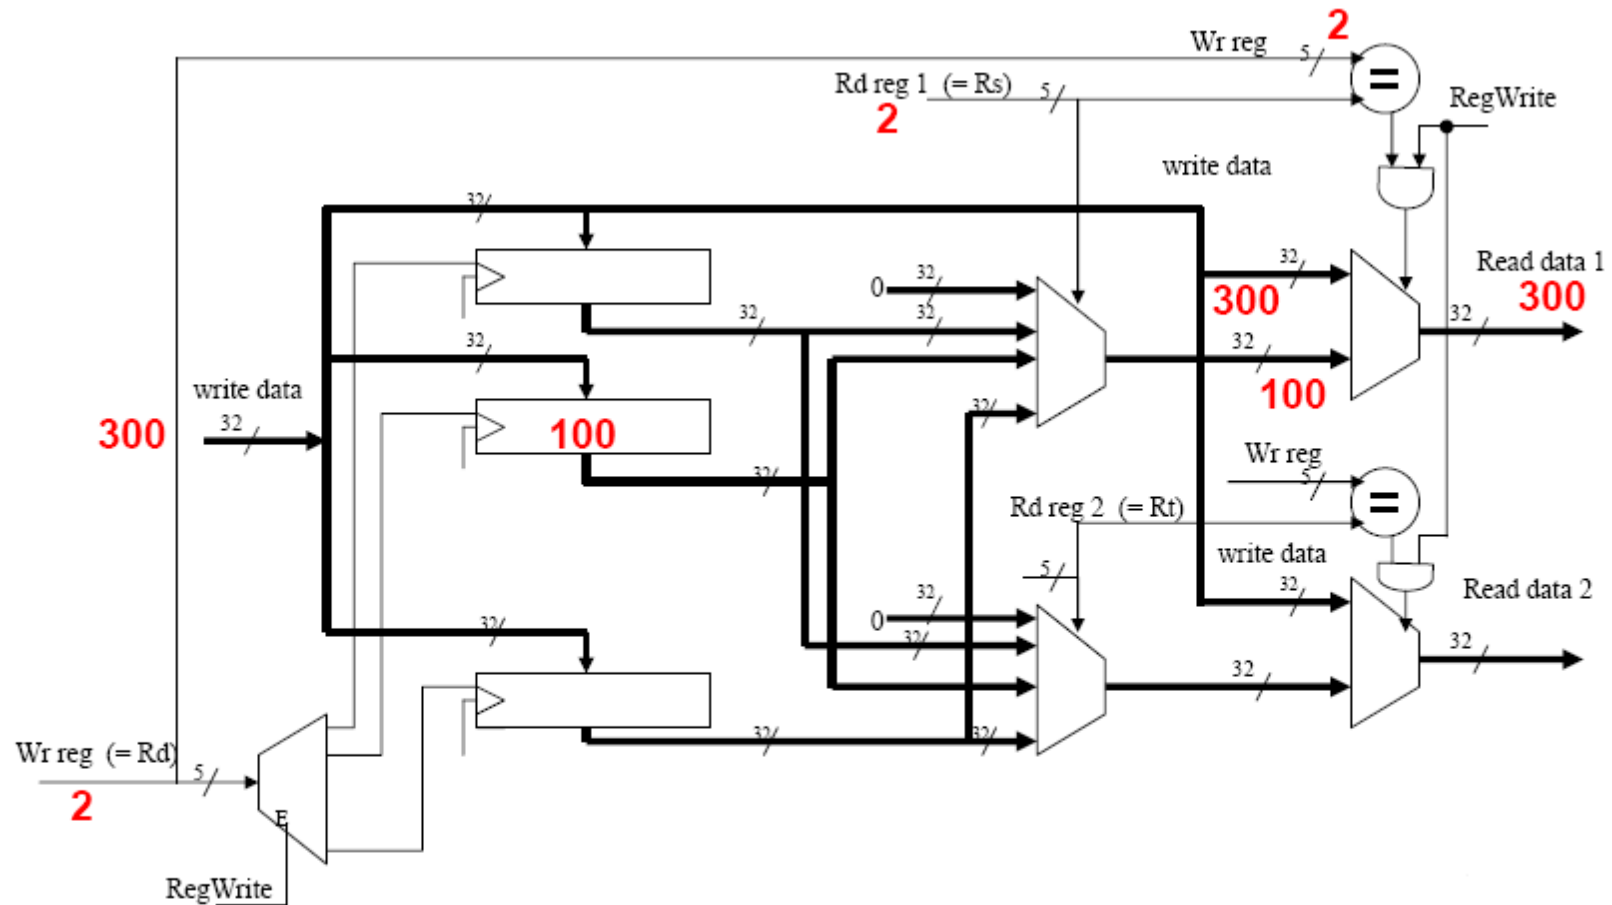 2
Wr reg
5
=
Rd reg 1 (= Rs)
5
2
RegWrite
write data
32
32
Read data 1
0
32
300
300
32
32
32
32
32
write data
100
32
32
300
100
Wr reg
32
5
=
Rd reg 2 (= Rt)
write data
5
32
Read data 2
32
0
32
32
32
32
Wr reg (= Rd)
5
32
32
2
E
RegWrite